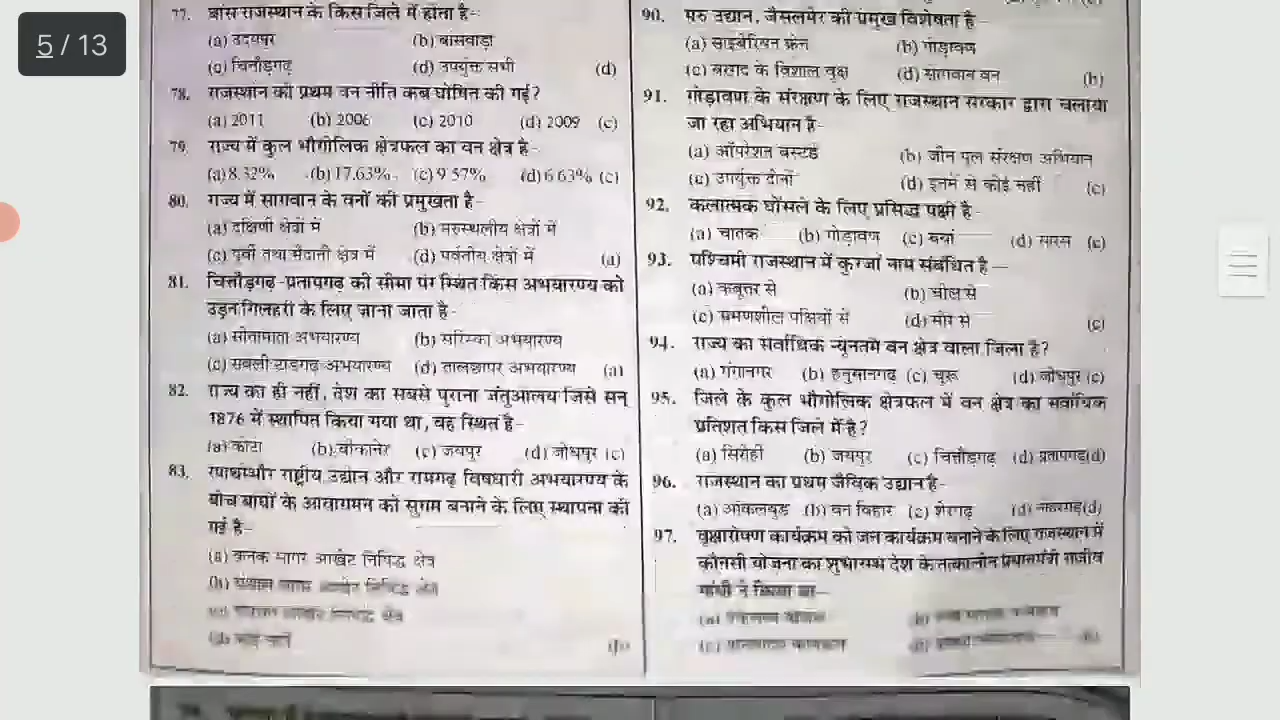 5 / 13
77. बांस राजस्थान के किस जिले में होता है-
(a) उदयपुर (b) बांसवाड़ा
(c) चित्तौड़गढ़ (d) उपर्युक्त सभी (d)
78. राजस्थान की प्रथम वन नीति कब घोषित की गई?
(a) 2011 (b) 2006 (c) 2010 (d) 2009 (c)
79. राज्य में कुल भौगोलिक क्षेत्रफल का वन क्षेत्र है-
(a) 8.32% (b) 17.63% (c) 9.57% (d) 6.63% (c)
80. राज्य में सागवान के वनों की प्रमुखता है-
(a) दक्षिणी क्षेत्रों में (b) मरुस्थलीय क्षेत्रों में
(c) पूर्वी तथा मैदानी क्षेत्र में (d) पर्वतीय क्षेत्रों में (a)
81. चित्तौड़गढ़-प्रतापगढ़ की सीमा पर स्थित किस अभयारण्य को
उड़न गिलहरी के लिए जाना जाता है-
(a) सीतामाता अभयारण्य (b) सरिस्का अभयारण्य
(c) सबली टाडगढ़ अभयारण्य (d) तालछापर अभयारण्य (a)
82. राज्य का ही नहीं, देश का सबसे पुराना जंतुआलय जिसे सन्
1876 में स्थापित किया गया था, वह स्थित है-
(a) कोटा (b) बीकानेर (c) जयपुर (d) जोधपुर (c)
83. रणथम्भौर राष्ट्रीय उद्यान और रामगढ़ विषधारी अभयारण्य के
बीच बाघों के आवागमन को सुगम बनाने के लिए स्थापना की
गई है-
(a) कनक सागर आखेट निषिद्ध क्षेत्र
(b) आखेट निषिद्ध क्षेत्र
(b)
90. मरु उद्यान, जैसलमेर की प्रमुख विशेषता है-
(a) साइबेरियन क्रेन (b) गोड़ावण
(c) बरगद के विशाल वृक्ष (d) सागवान वन (b)
91. गोड़ावण के संरक्षण के लिए राजस्थान सरकार द्वारा चलाया
जा रहा अभियान है-
(a) ऑपरेशन बस्टर्ड (b) जीन पूल संरक्षण अभियान
(c) उपर्युक्त दोनों (d) इनमें से कोई नहीं (c)
92. कलात्मक घोंसले के लिए प्रसिद्ध पक्षी है-
(a) चातक (b) गोड़ावण (c) बयां (d) सारस (c)
93. पश्चिमी राजस्थान में कुरजां नाम संबंधित है —
(a) कबूतर से (b) चील से
(c) भ्रमणशील पक्षियों से (d) मोर से (c)
94. राज्य का सर्वाधिक न्यूनतम वन क्षेत्र वाला जिला है?
(a) गंगानगर (b) हनुमानगढ़ (c) चूरू (d) जोधपुर (c)
95. जिले के कुल भौगोलिक क्षेत्रफल में वन क्षेत्र का सर्वाधिक
प्रतिशत किस जिले में है?
(a) सिरोही (b) जयपुर (c) चित्तौड़गढ़ (d) प्रतापगढ़ (d)
96. राजस्थान का प्रथम जैविक उद्यान है-
(a) आकलवुड (b) वन विहार (c) शेरगढ़ (d) नाहरगढ़ (d)
97. वृक्षारोपण कार्यक्रम को जन कार्यक्रम बनाने के लिए राजस्थान में
कौनसी योजना का शुभारम्भ देश के तत्कालीन प्रधानमंत्री राजीव
गांधी ने किया था-